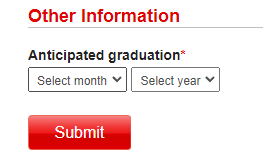 Other Information
Anticipated graduation*
Select month Select year
Submit